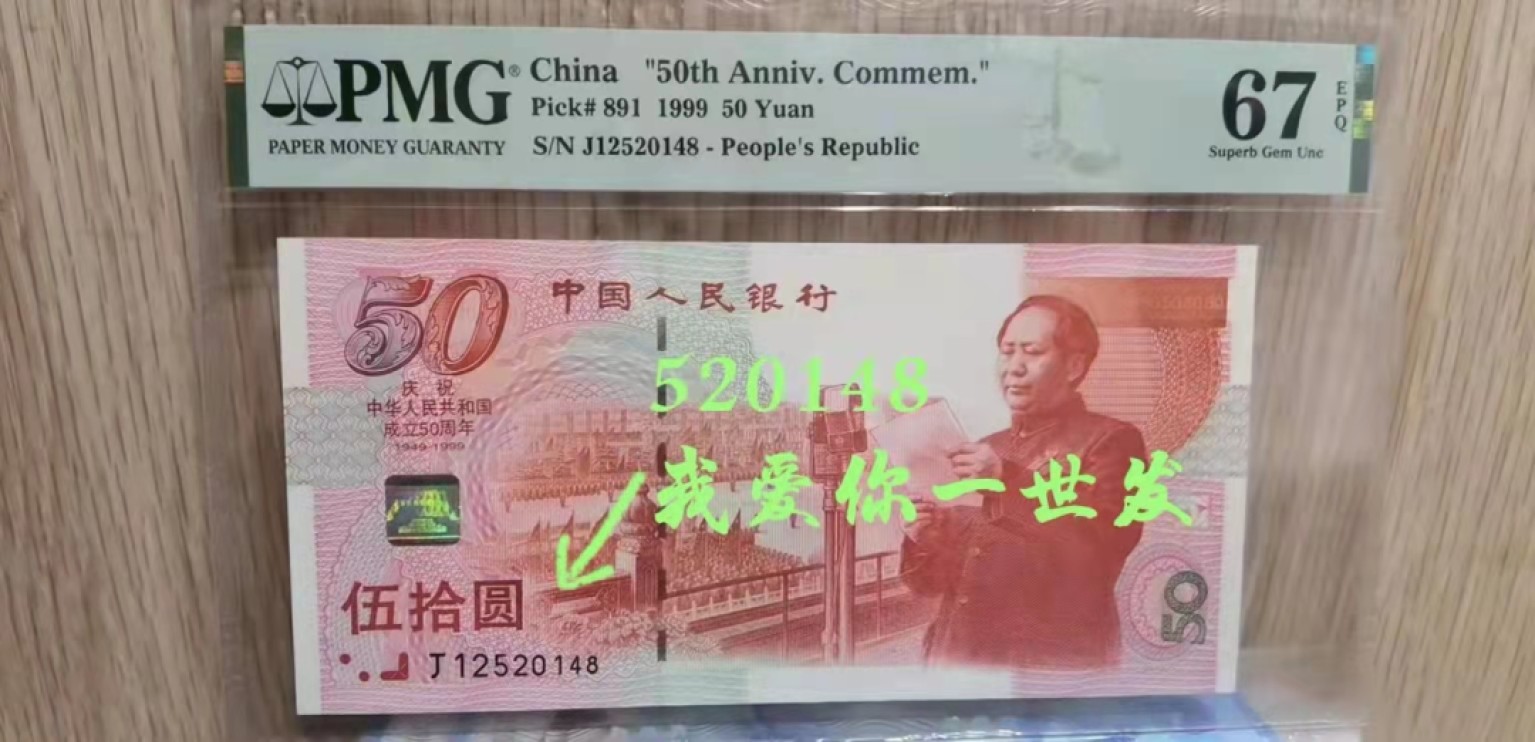 PMG® China "50th Anniv. Commem."
Pick# 891 1999 50 Yuan
PAPER MONEY GUARANTY S/N J12520148 - People's Republic
67 EPQ
Superb Gem Unc
50 中国人民银行
庆祝
中华人民共和国
成立50周年
1949-1999
520148
我爱你一世发
伍拾圆
50
J12520148